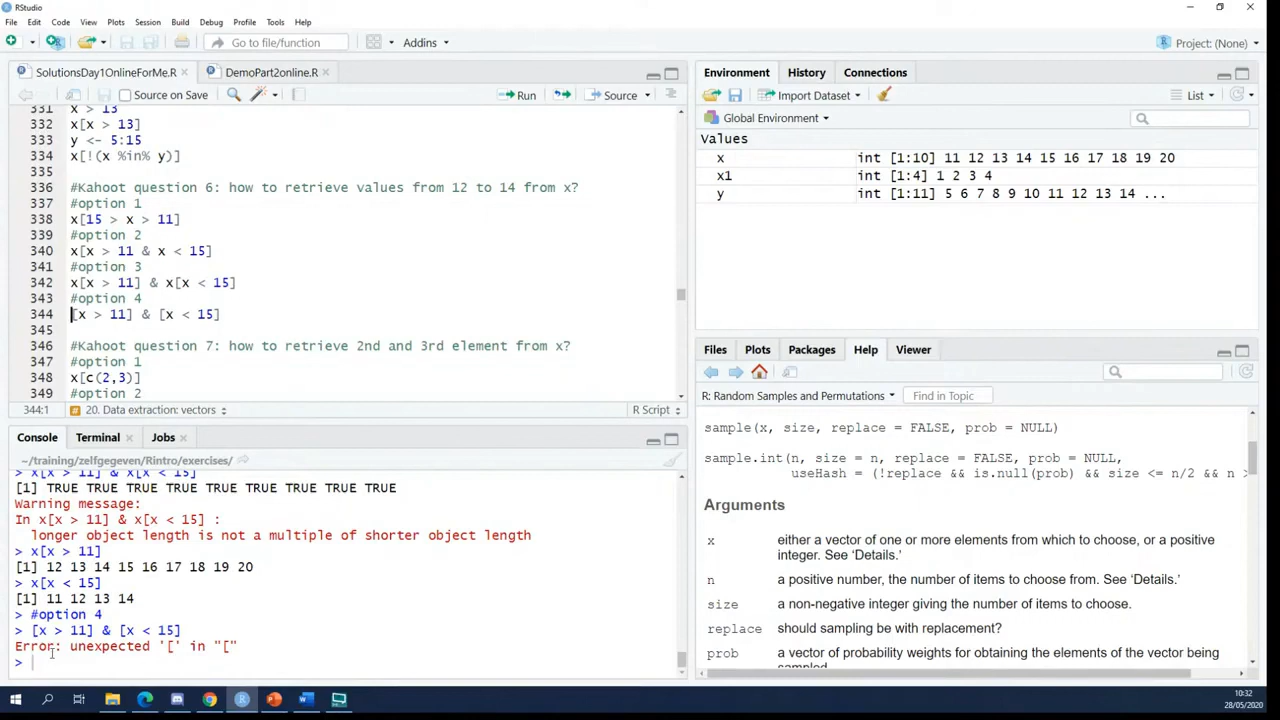 RStudio
File Edit Code View Plots Session Build Debug Profile Tools Help
Go to file/function Addins Project: (None)
SolutionsDay1OnlineForMe.R DemoPart2online.R
Source on Save Run Source
331 x > 13
332 x[x > 13]
333 y <- 5:15
334 x[!(x %in% y)]
335
336 #Kahoot question 6: how to retrieve values from 12 to 14 from x?
337 #option 1
338 x[15 > x > 11]
339 #option 2
340 x[x > 11 & x < 15]
341 #option 3
342 x[x > 11] & x[x < 15]
343 #option 4
344 [x > 11] & [x < 15]
345
346 #Kahoot question 7: how to retrieve 2nd and 3rd element from x?
347 #option 1
348 x[c(2,3)]
349 #option 2
344:1 20. Data extraction: vectors R Script
Console Terminal Jobs
~/training/zelfgegeven/Rintro/exercises/
> x[x > 11] & x[x < 15]
[1] TRUE TRUE TRUE TRUE TRUE TRUE TRUE TRUE TRUE
Warning message:
In x[x > 11] & x[x < 15] :
longer object length is not a multiple of shorter object length
> x[x > 11]
[1] 12 13 14 15 16 17 18 19 20
> x[x < 15]
[1] 11 12 13 14
> #option 4
> [x > 11] & [x < 15]
Error: unexpected '[' in "["
>
Environment History Connections
Import Dataset List
Global Environment
Values
x int [1:10] 11 12 13 14 15 16 17 18 19 20
x1 int [1:4] 1 2 3 4
y int [1:11] 5 6 7 8 9 10 11 12 13 14 ...
Files Plots Packages Help Viewer
R: Random Samples and Permutations Find in Topic
sample(x, size, replace = FALSE, prob = NULL)
sample.int(n, size = n, replace = FALSE, prob = NULL,
useHash = (!replace && is.null(prob) && size <= n/2 && n >
Arguments
x either a vector of one or more elements from which to choose, or a positive
integer. See ‘Details.’
n a positive number, the number of items to choose from. See ‘Details.’
size a non-negative integer giving the number of items to choose.
replace should sampling be with replacement?
prob a vector of probability weights for obtaining the elements of the vector being
sampled.
10:32
28/05/2020